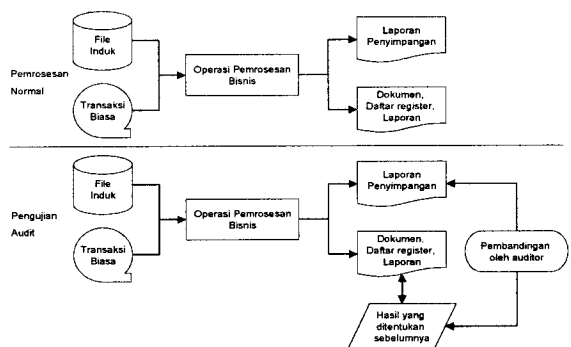 File
Induk
Pemrosesan
Normal
Transaksi
Biasa
Operasi Pemrosesan
Bisnis
Laporan
Penyimpangan
Dokumen,
Daftar register,
Laporan
File
Induk
Pengujian
Audit
Transaksi
Biasa
Operasi Pemrosesan
Bisnis
Laporan
Penyimpangan
Dokumen,
Daftar register,
Laporan
Pembandingan
oleh auditor
Hasil yang
ditentukan
sebelumnya